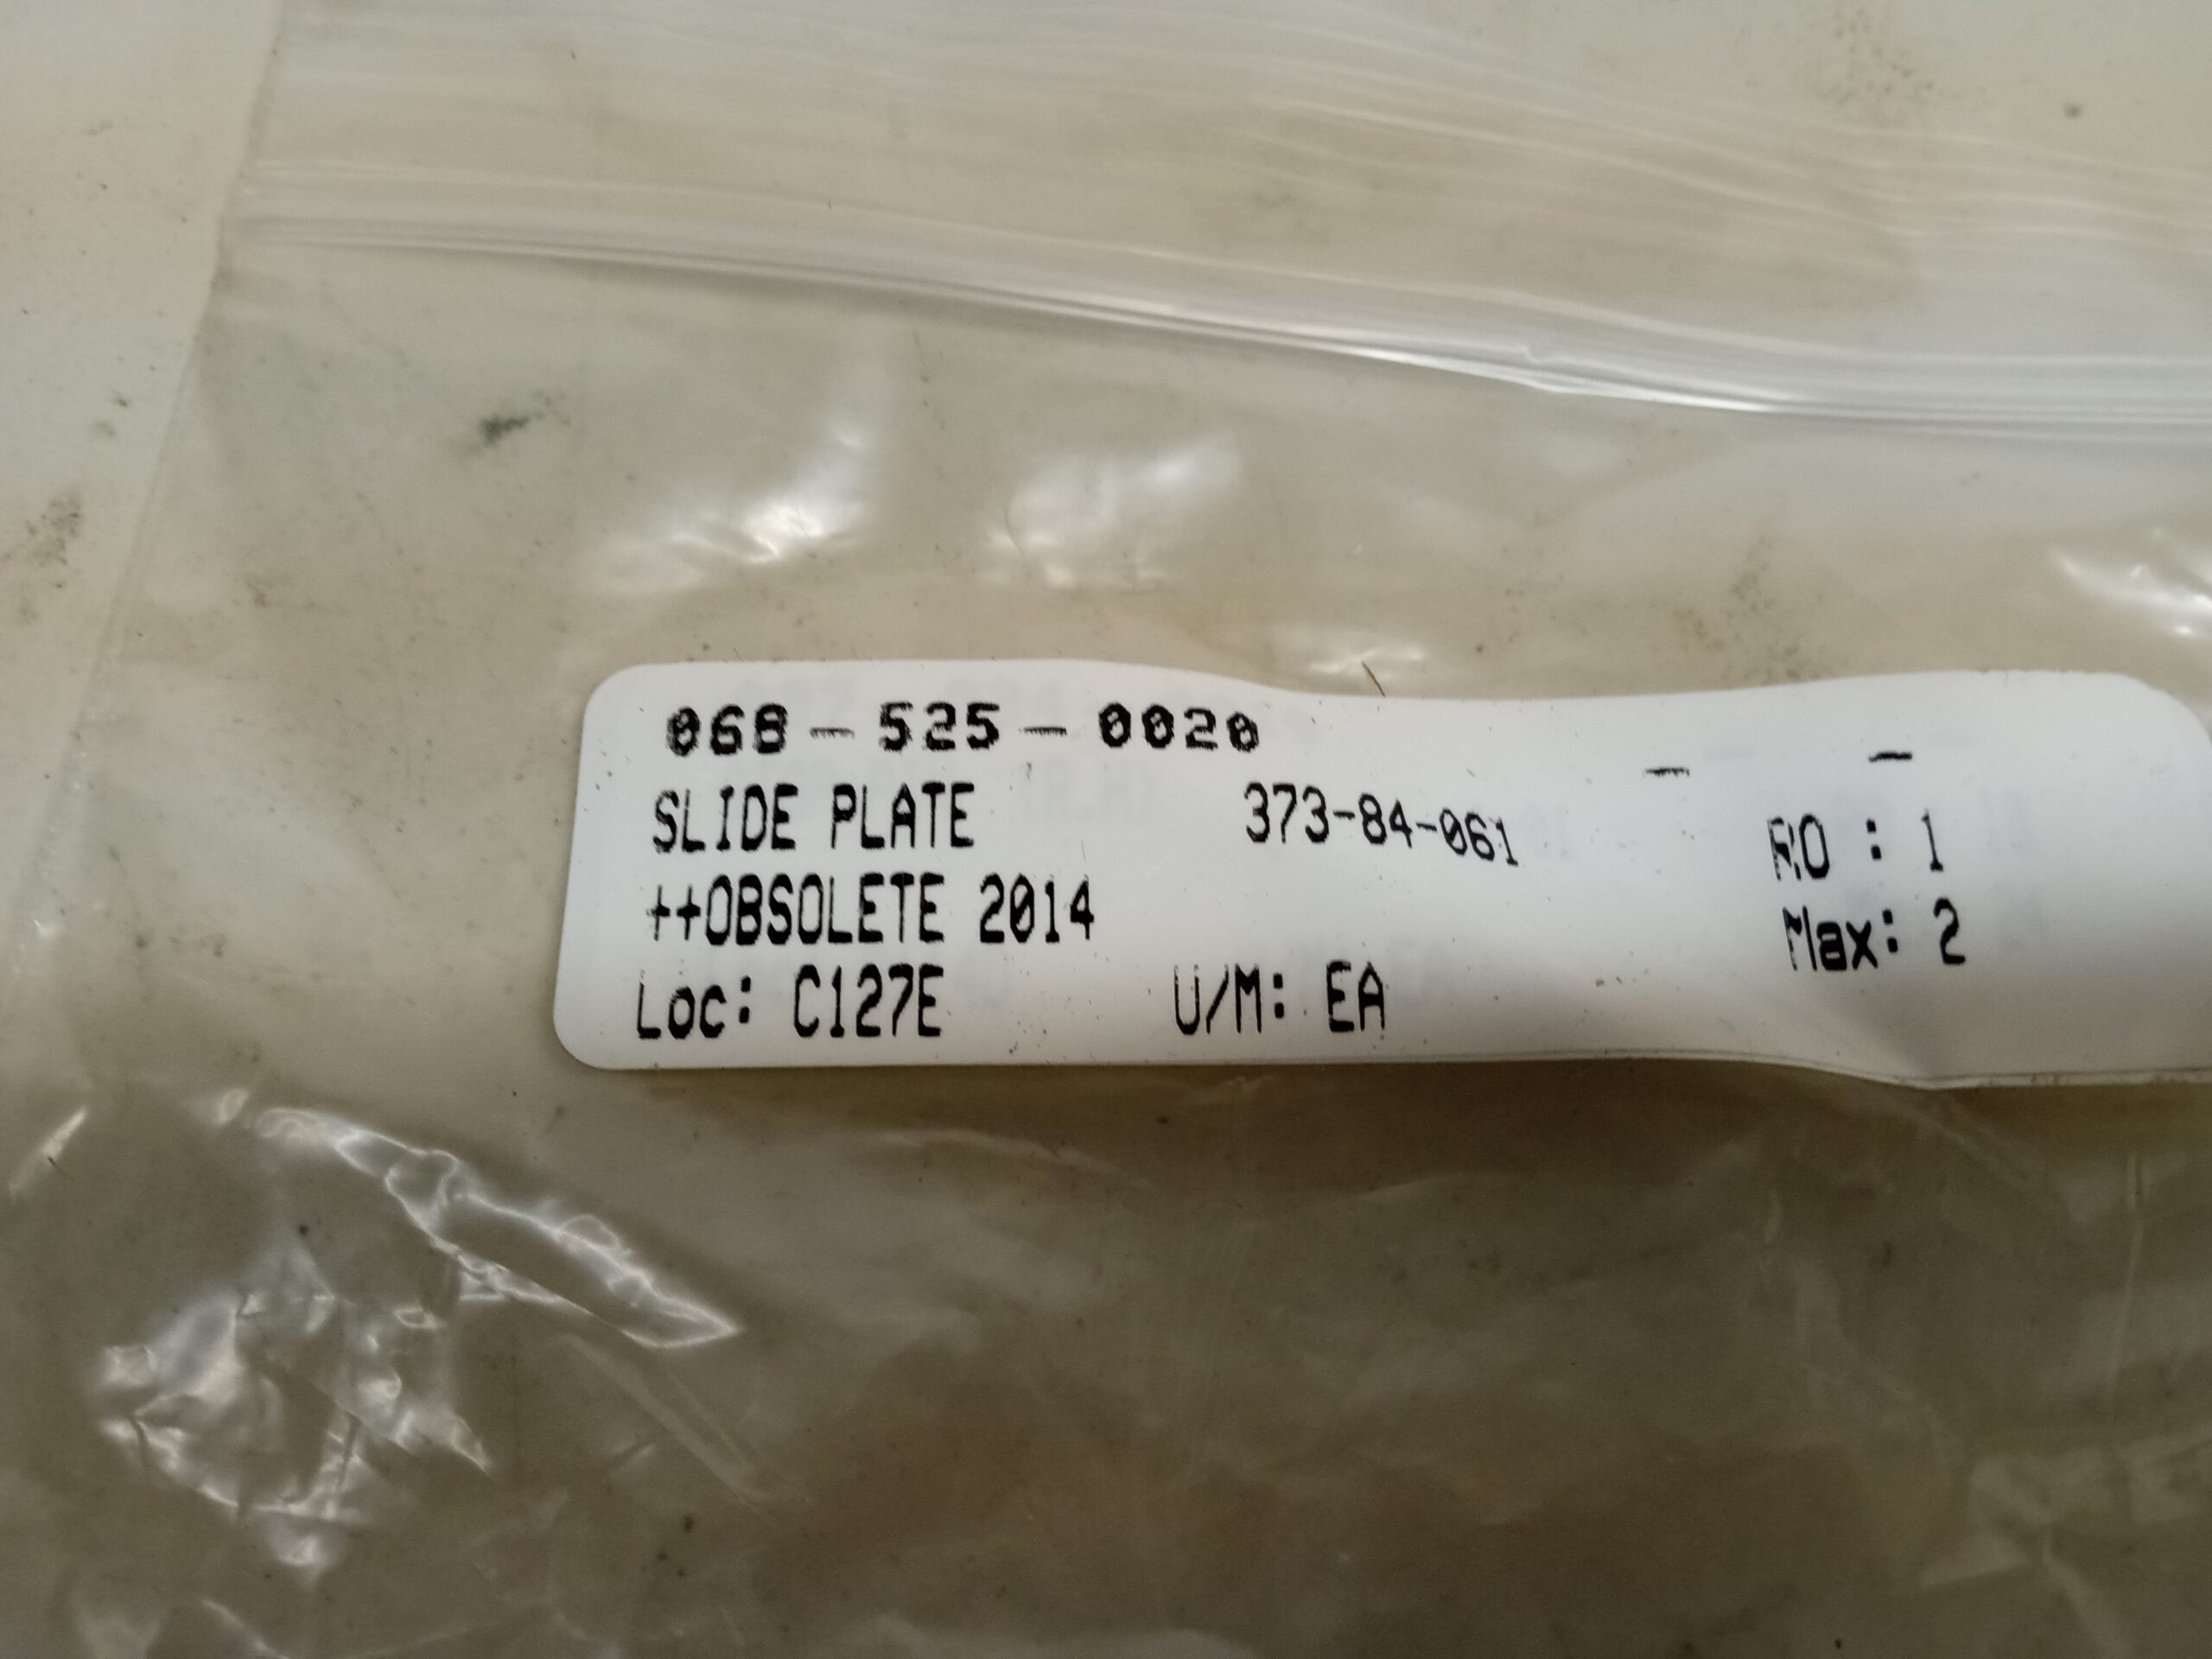 068-525-0020
SLIDE PLATE 373-84-061 RO : 1
++OBSOLETE 2014 Max: 2
Loc: C127E U/M: EA